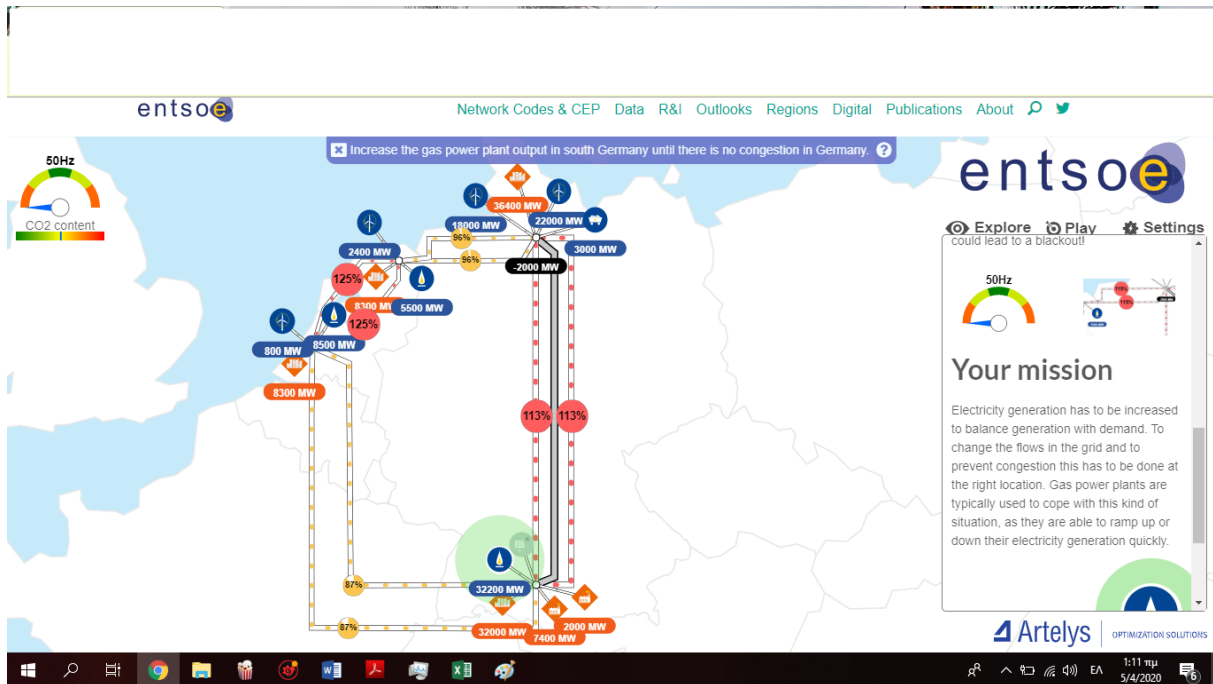 entsoe
Network Codes & CEP Data R&I Outlooks Regions Digital Publications About
Increase the gas power plant output in south Germany until there is no congestion in Germany. ?
50Hz
CO2 content
entsoe
Explore Play Settings
could lead to a blackout!
50Hz
115%
115%
Your mission
Electricity generation has to be increased
to balance generation with demand. To
change the flows in the grid and to
prevent congestion this has to be done at
the right location. Gas power plants are
typically used to cope with this kind of
situation, as they are able to ramp up or
down their electricity generation quickly.
36400 MW
18000 MW
22000 MW
96%
3000 MW
2400 MW
96%
-2000 MW
125%
8300 MW
5500 MW
125%
800 MW
8500 MW
8300 MW
113%
113%
87%
32200 MW
87%
32000 MW
2000 MW
7400 MW
Artelys OPTIMIZATION SOLUTIONS
ΕΛ
1:11 πμ
5/4/2020
6